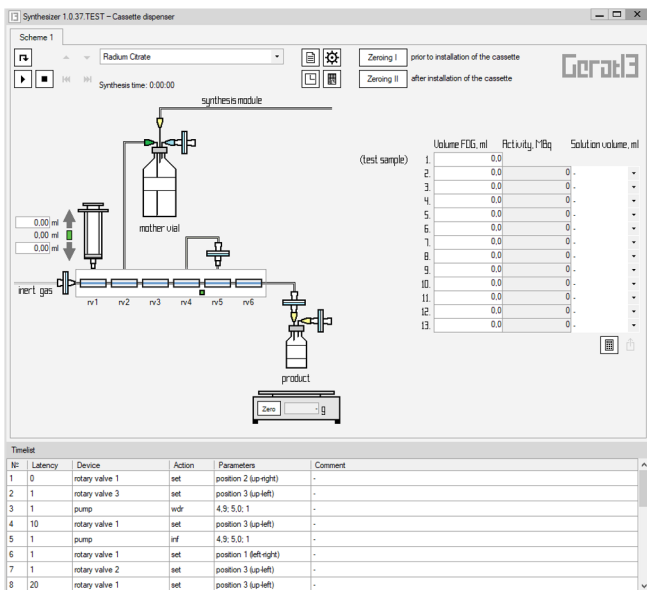 Synthesizer 1.0.37.TEST – Cassette dispenser
Scheme 1
Radium Citrate
Zeroing I prior to installation of the cassette
Synthesis time: 0:00:00
Zeroing II after installation of the cassette
synthesis module
Volume FDG, ml Activity, MBq Solution volume, ml
(test sample) 1. 0,0
2. 0,0 0 -
3. 0,0 0 -
4. 0,0 0 -
5. 0,0 0 -
6. 0,0 0 -
7. 0,0 0 -
8. 0,0 0 -
9. 0,0 0 -
10. 0,0 0 -
11. 0,0 0 -
12. 0,0 0 -
13. 0,0 0 -
0,00 ml
0,00 ml
0,00 ml
mother vial
inert gas
rv1 rv2 rv3 rv4 rv5 rv6
product
Zero - g
Timelist
№ Latency Device Action Parameters Comment
1 0 rotary valve 1 set position 2 (up-right) -
2 1 rotary valve 3 set position 3 (up-left) -
3 1 pump wdr 4,9; 5,0; 1 -
4 10 rotary valve 1 set position 3 (up-left) -
5 1 pump inf 4,9; 5,0; 1 -
6 1 rotary valve 1 set position 1 (left-right) -
7 1 rotary valve 2 set position 3 (up-left) -
8 20 rotary valve 1 set position 3 (up-left) -